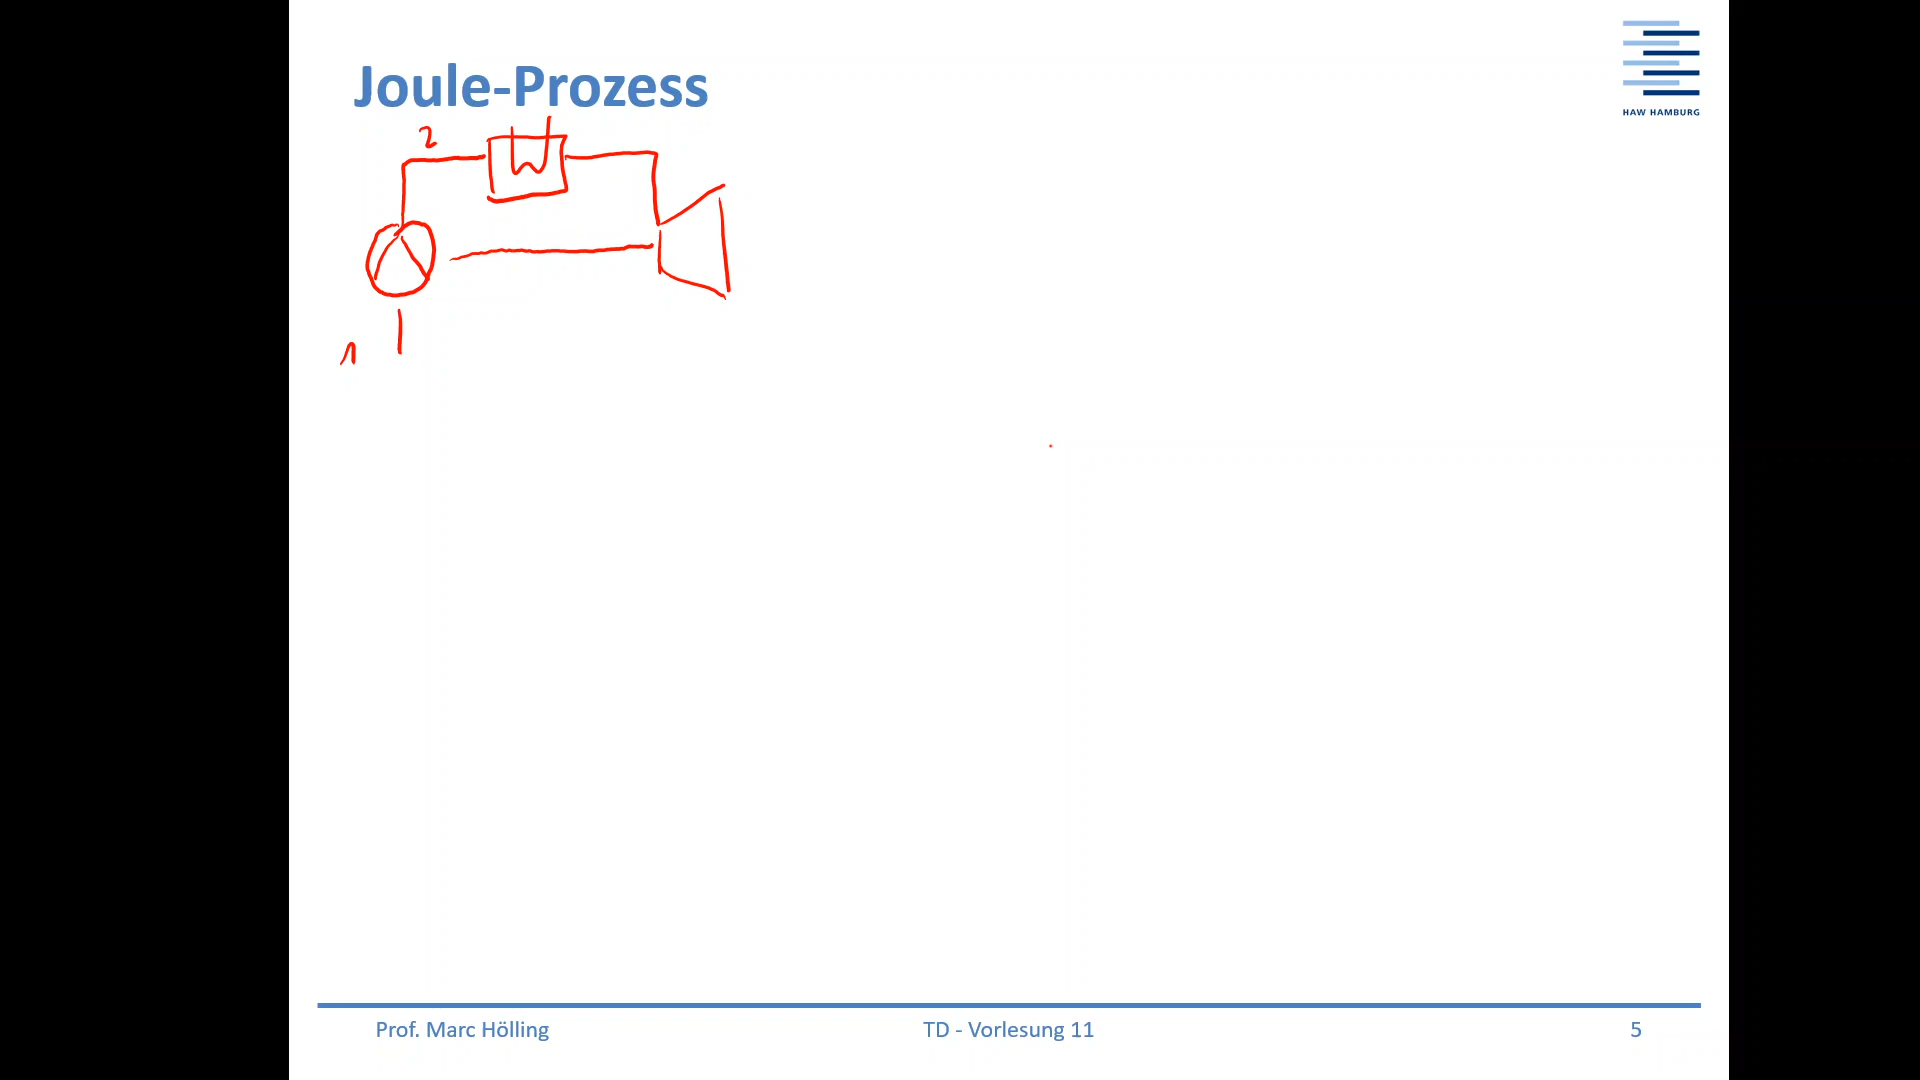 Joule-Prozess
HAW HAMBURG
2
1
Prof. Marc Hölling
TD - Vorlesung 11
5